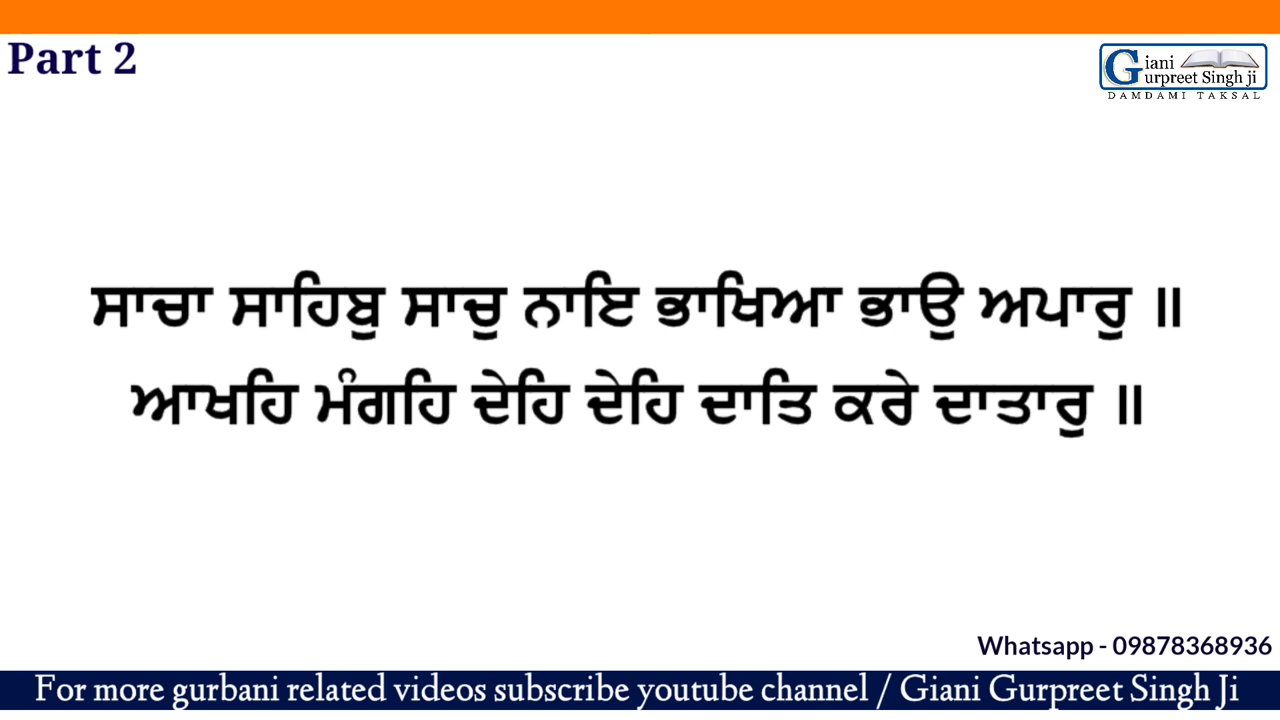 Part 2
Giani
Gurpreet Singh ji
DAMDAMI TAKSAL
ਸਾਚਾ ਸਾਹਿਬੁ ਸਾਚੁ ਨਾਇ ਭਾਖਿਆ ਭਾਉ ਅਪਾਰੁ ॥
ਆਖਹਿ ਮੰਗਹਿ ਦੇਹਿ ਦੇਹਿ ਦਾਤਿ ਕਰੇ ਦਾਤਾਰੁ ॥
Whatsapp - 09878368936
For more gurbani related videos subscribe youtube channel / Giani Gurpreet Singh Ji